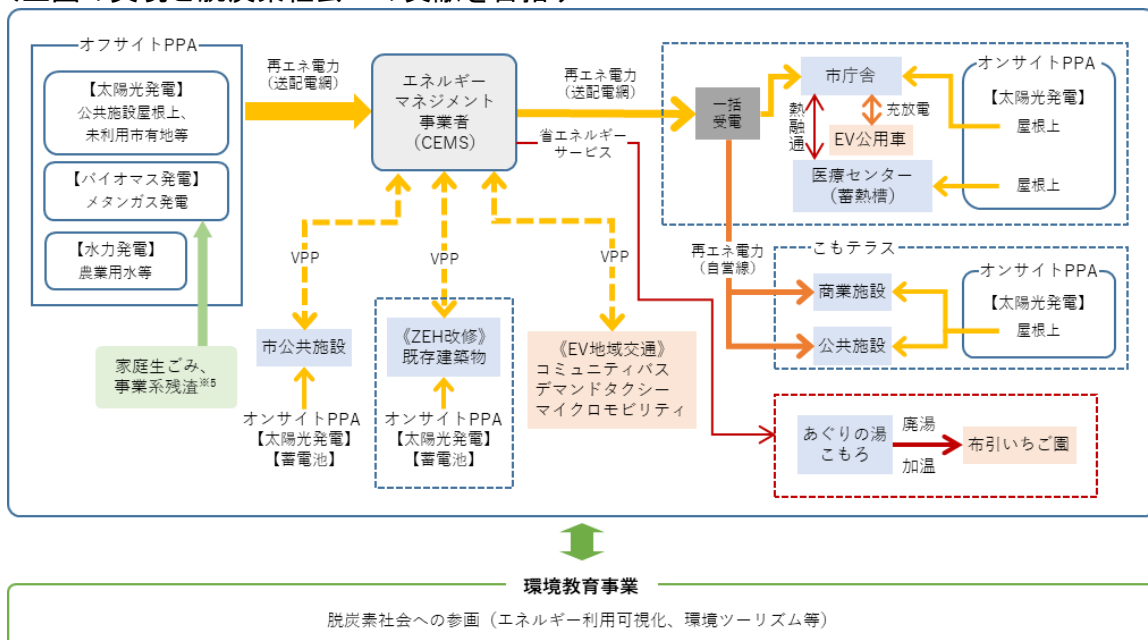 オフサイトPPA
【太陽光発電】
公共施設屋根上、
未利用市有地等
【バイオマス発電】
メタンガス発電
【水力発電】
農業用水等
家庭生ごみ、
事業系残渣※5
再エネ電力
(送配電網)
エネルギー
マネジメント
事業者
(CEMS)
再エネ電力
(送配電網)
省エネルギー
サービス
一括
受電
市庁舎
熱融通
充放電
EV公用車
医療センター
(蓄熱槽)
オンサイトPPA
【太陽光発電】
屋根上
屋根上
再エネ電力
(自営線)
こもテラス
商業施設
公共施設
オンサイトPPA
【太陽光発電】
屋根上
VPP
VPP
VPP
市公共施設
オンサイトPPA
【太陽光発電】
【蓄電池】
《ZEH改修》
既存建築物
オンサイトPPA
【太陽光発電】
【蓄電池】
《EV地域交通》
コミュニティバス
デマンドタクシー
マイクロモビリティ
あぐりの湯
こもろ
廃湯
加温
布引いちご園
環境教育事業
脱炭素社会への参画（エネルギー利用可視化、環境ツーリズム等）